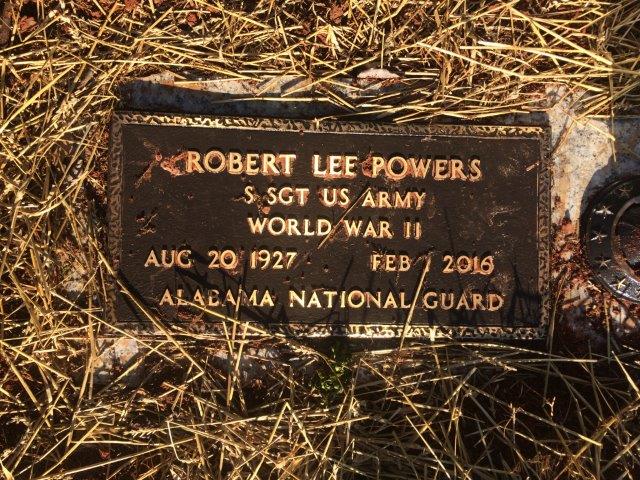 ROBERT LEE POWERS
S SGT US ARMY
WORLD WAR II
AUG 20 1927 FEB 2016
ALABAMA NATIONAL GUARD